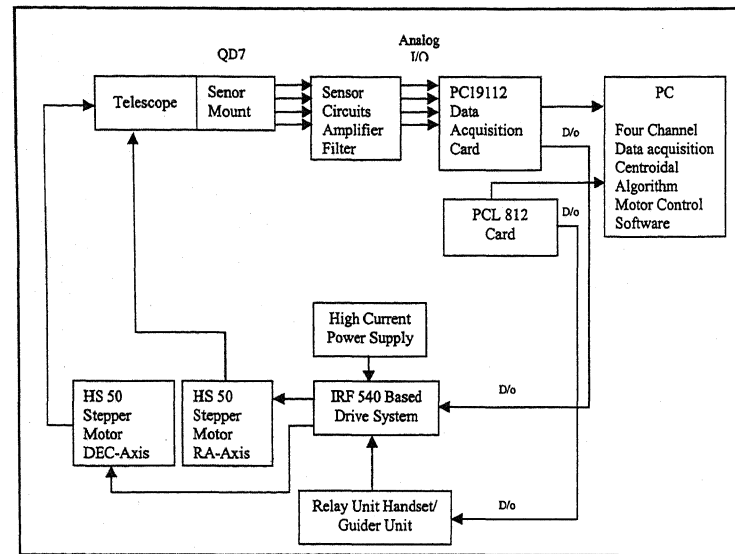 QD7
Analog
I/O
Telescope
Senor
Mount
Sensor
Circuits
Amplifier
Filter
PC19112
Data
Acquisition
Card
PC
Four Channel
Data acquisition
Centroidal
Algorithm
Motor Control
Software
D/o
PCL 812
Card
D/o
High Current
Power Supply
HS 50
Stepper
Motor
DEC-Axis
HS 50
Stepper
Motor
RA-Axis
IRF 540 Based
Drive System
D/o
Relay Unit Handset/
Guider Unit
D/o